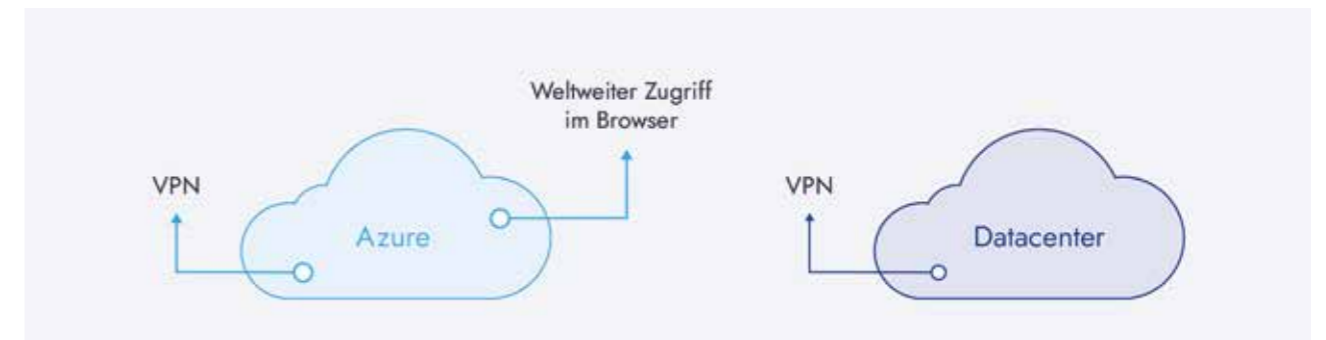 Weltweiter Zugriff
im Browser
VPN
Azure
VPN
Datacenter